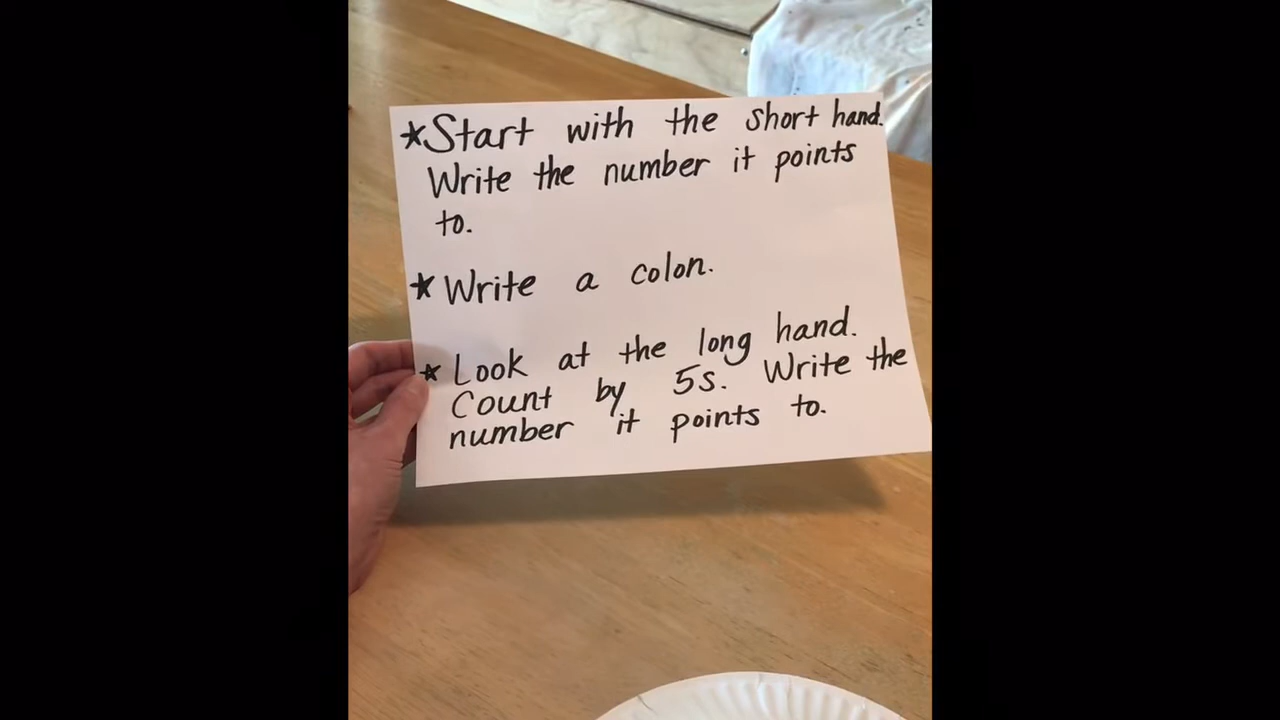 ★Start with the short hand.
Write the number it points
to.
★Write a colon.
★Look at the long hand.
Count by 5s. Write the
number it points to.